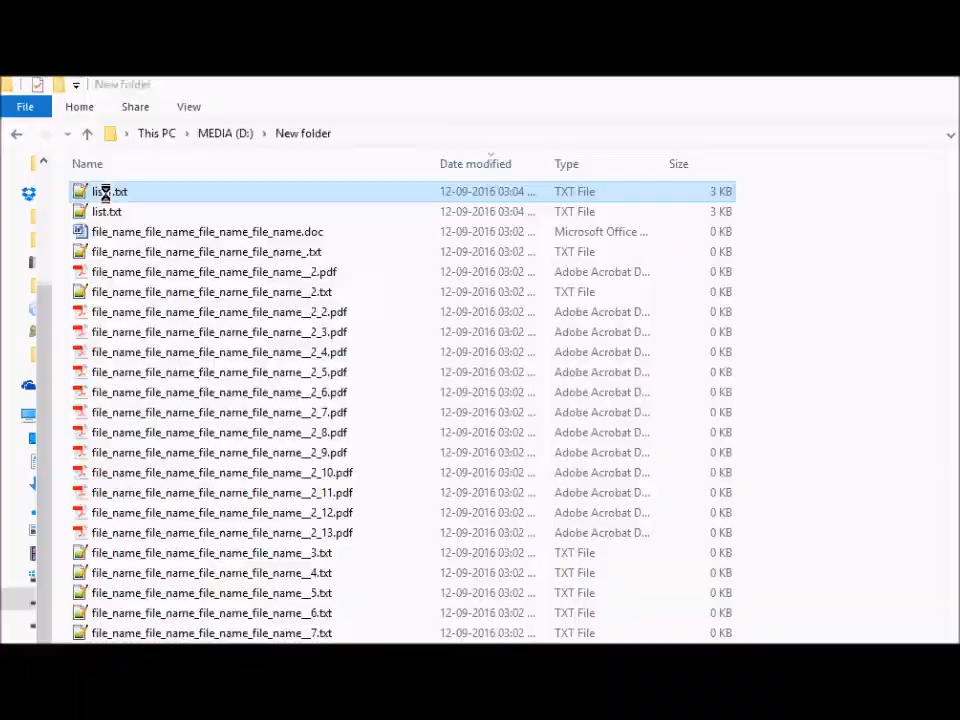 New folder
File Home Share View
This PC MEDIA (D:) New folder
Name Date modified Type Size
.txt 12-09-2016 03:04 ... TXT File 3 KB
list.txt 12-09-2016 03:04 ... TXT File 3 KB
file_name_file_name_file_name_file_name.doc 12-09-2016 03:02 ... Microsoft Office ... 0 KB
file_name_file_name_file_name_file_name_.txt 12-09-2016 03:02 ... TXT File 0 KB
file_name_file_name_file_name_file_name__2.pdf 12-09-2016 03:02 ... Adobe Acrobat D... 0 KB
file_name_file_name_file_name_file_name__2.txt 12-09-2016 03:02 ... TXT File 0 KB
file_name_file_name_file_name_file_name__2_2.pdf 12-09-2016 03:02 ... Adobe Acrobat D... 0 KB
file_name_file_name_file_name_file_name__2_3.pdf 12-09-2016 03:02 ... Adobe Acrobat D... 0 KB
file_name_file_name_file_name_file_name__2_4.pdf 12-09-2016 03:02 ... Adobe Acrobat D... 0 KB
file_name_file_name_file_name_file_name__2_5.pdf 12-09-2016 03:02 ... Adobe Acrobat D... 0 KB
file_name_file_name_file_name_file_name__2_6.pdf 12-09-2016 03:02 ... Adobe Acrobat D... 0 KB
file_name_file_name_file_name_file_name__2_7.pdf 12-09-2016 03:02 ... Adobe Acrobat D... 0 KB
file_name_file_name_file_name_file_name__2_8.pdf 12-09-2016 03:02 ... Adobe Acrobat D... 0 KB
file_name_file_name_file_name_file_name__2_9.pdf 12-09-2016 03:02 ... Adobe Acrobat D... 0 KB
file_name_file_name_file_name_file_name__2_10.pdf 12-09-2016 03:02 ... Adobe Acrobat D... 0 KB
file_name_file_name_file_name_file_name__2_11.pdf 12-09-2016 03:02 ... Adobe Acrobat D... 0 KB
file_name_file_name_file_name_file_name__2_12.pdf 12-09-2016 03:02 ... Adobe Acrobat D... 0 KB
file_name_file_name_file_name_file_name__2_13.pdf 12-09-2016 03:02 ... Adobe Acrobat D... 0 KB
file_name_file_name_file_name_file_name__3.txt 12-09-2016 03:02 ... TXT File 0 KB
file_name_file_name_file_name_file_name__4.txt 12-09-2016 03:02 ... TXT File 0 KB
file_name_file_name_file_name_file_name__5.txt 12-09-2016 03:02 ... TXT File 0 KB
file_name_file_name_file_name_file_name__6.txt 12-09-2016 03:02 ... TXT File 0 KB
file_name_file_name_file_name_file_name__7.txt 12-09-2016 03:02 ... TXT File 0 KB